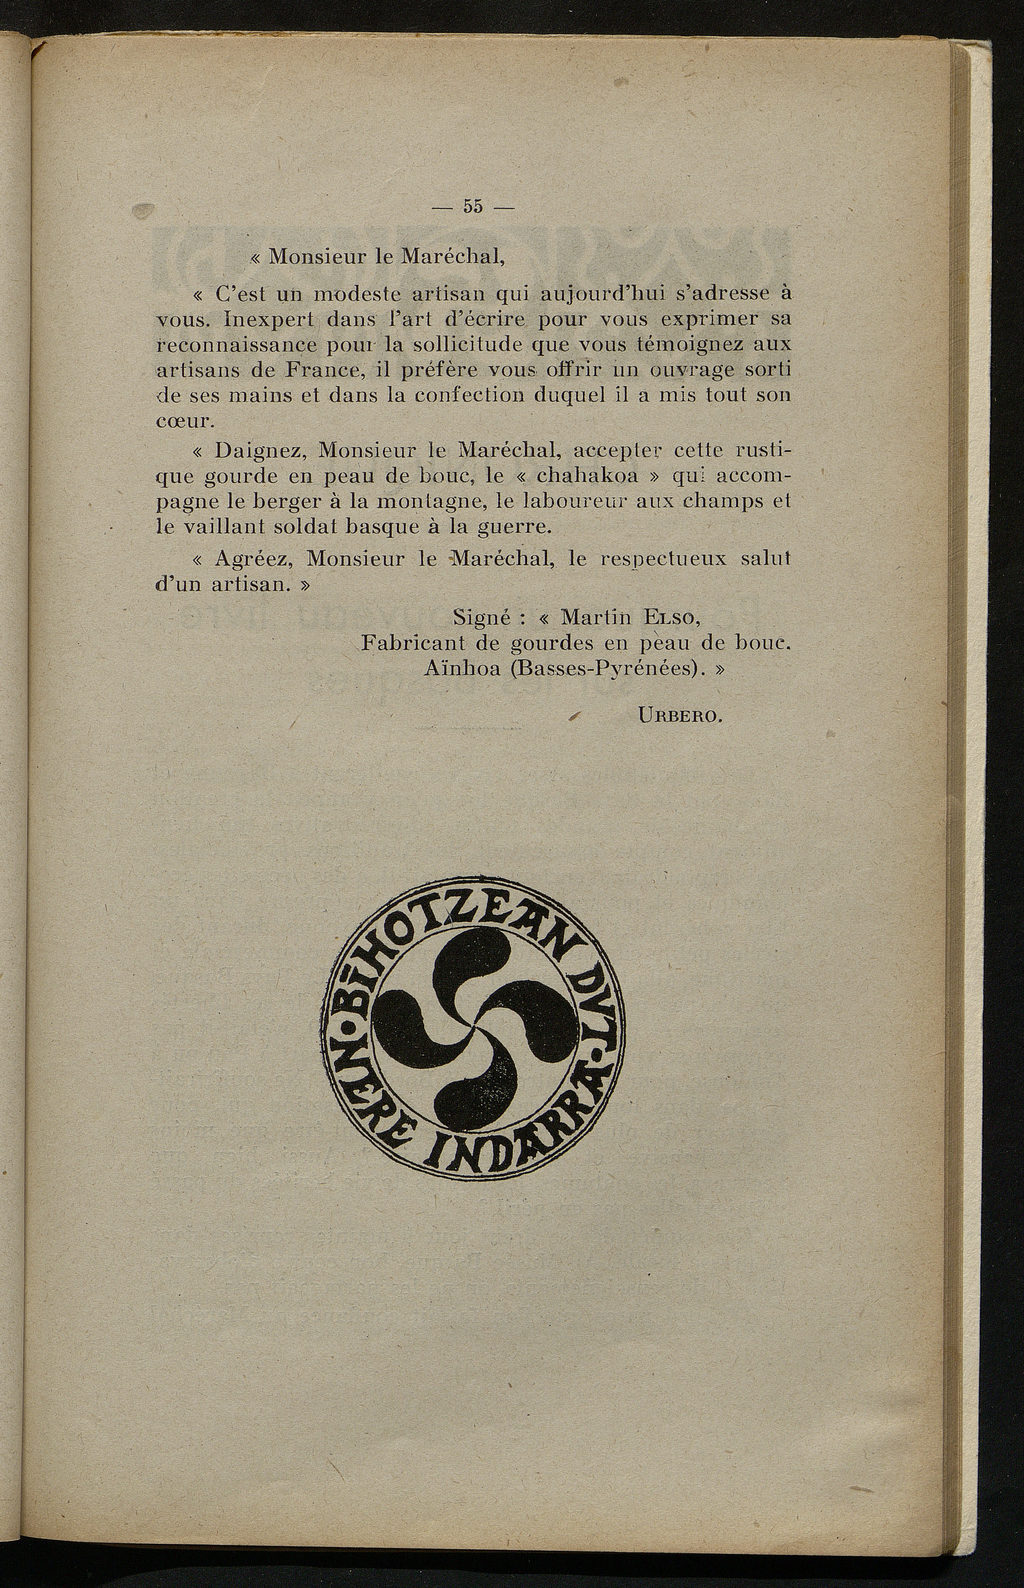 — 55 —
« Monsieur le Maréchal,
« C'est un modeste artisan qui aujourd'hui s'adresse à
vous. Inexpert dans l'art d'écrire pour vous exprimer sa
reconnaissance pour la sollicitude que vous témoignez aux
artisans de France, il préfère vous offrir un ouvrage sorti
de ses mains et dans la confection duquel il a mis tout son
cœur.
« Daignez, Monsieur le Maréchal, accepter cette rusti-
que gourde en peau de bouc, le « chahakoa » qui accom-
pagne le berger à la montagne, le laboureur aux champs et
le vaillant soldat basque à la guerre.
« Agréez, Monsieur le Maréchal, le respectueux salut
d'un artisan. »
Signé : « Martin ELSO,
Fabricant de gourdes en peau de bouc.
Aïnhoa (Basses-Pyrénées). »
URBERO.
BIHOTZEAN DVT • NERE INDARRA •